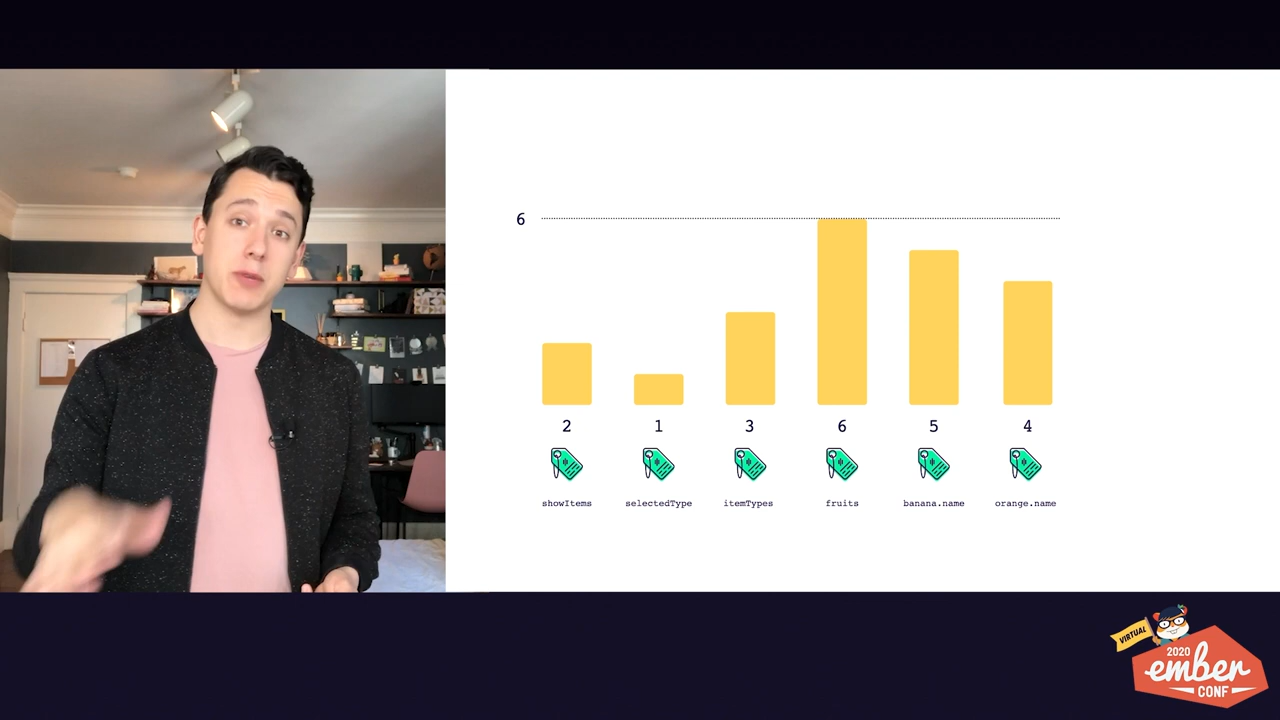 6
2 1 3 6 5 4
showItems selectedType itemTypes fruits banana.name orange.name
VIRTUAL
2020
ember
CONF